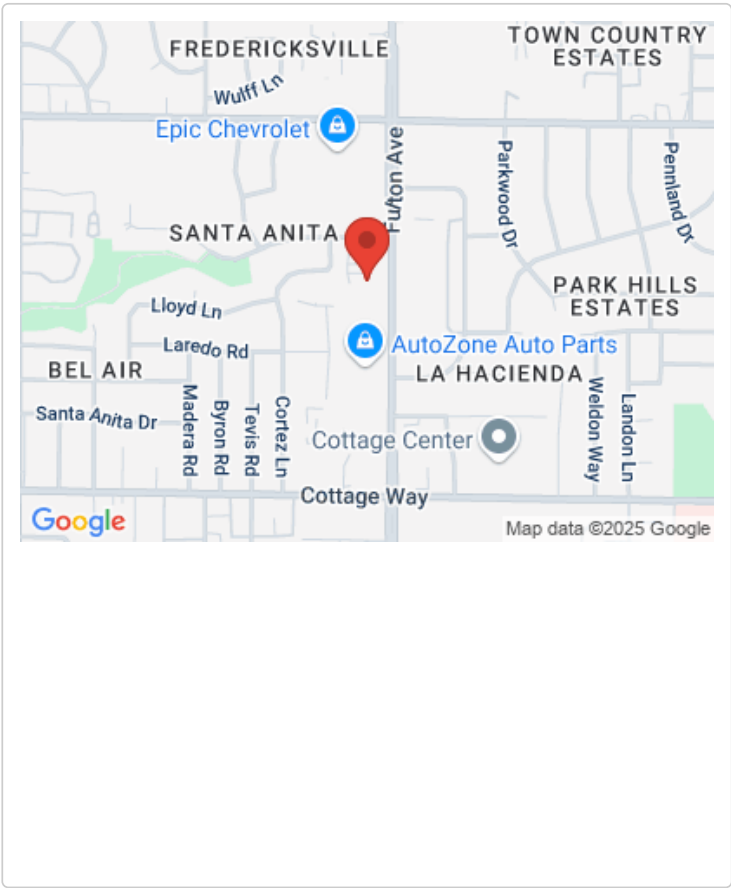 FREDERICKSVILLE
TOWN COUNTRY
ESTATES
Wulff Ln
Epic Chevrolet
Fulton Ave
Parkwood Dr
Pennland Dr
SANTA ANITA
PARK HILLS
ESTATES
Lloyd Ln
Laredo Rd
AutoZone Auto Parts
BEL AIR
LA HACIENDA
Santa Anita Dr
Madera Rd
Byron Rd
Tevis Rd
Cortez Ln
Weldon Way
Landon Ln
Cottage Center
Cottage Way
Google
Map data ©2025 Google